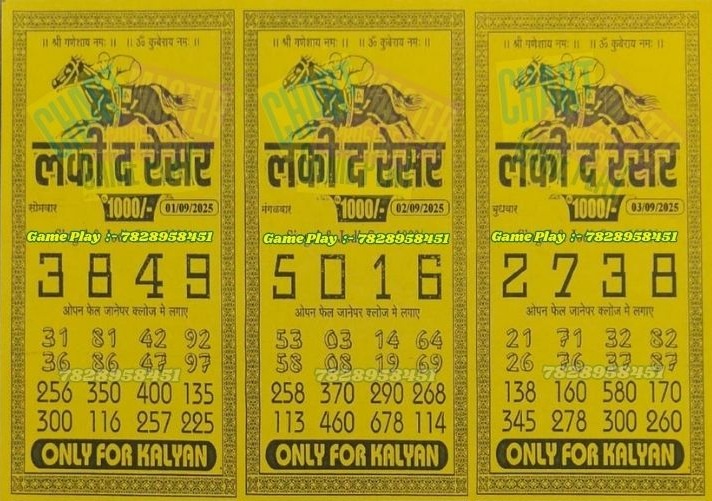 || श्री गणेशाय नमः || || ॐ कुबेराय नमः ||
लकी द रेसर
सोमवार 1000/- 01/09/2025
Game Play :- 7828958451
3 8 4 9
ओपन फेल जानेपर क्लोज मे लगाए
31 81 42 92
36 86 47 97
7828958451
256 350 400 135
300 116 257 225
ONLY FOR KALYAN
|| श्री गणेशाय नमः || || ॐ कुबेराय नमः ||
लकी द रेसर
मंगळवार 1000/- 02/09/2025
Game Play :- 7828958451
5 0 1 6
ओपन फेल जानेपर क्लोज मे लगाए
53 03 14 64
58 08 19 69
7828958451
258 370 290 268
113 460 678 114
ONLY FOR KALYAN
|| श्री गणेशाय नमः || || ॐ कुबेराय नमः ||
लकी द रेसर
बुधवार 1000/- 03/09/2025
Game Play :- 7828958451
2 7 3 8
ओपन फेल जानेपर क्लोज मे लगाए
21 71 32 82
26 76 37 87
7828958451
138 160 580 170
345 278 300 260
ONLY FOR KALYAN